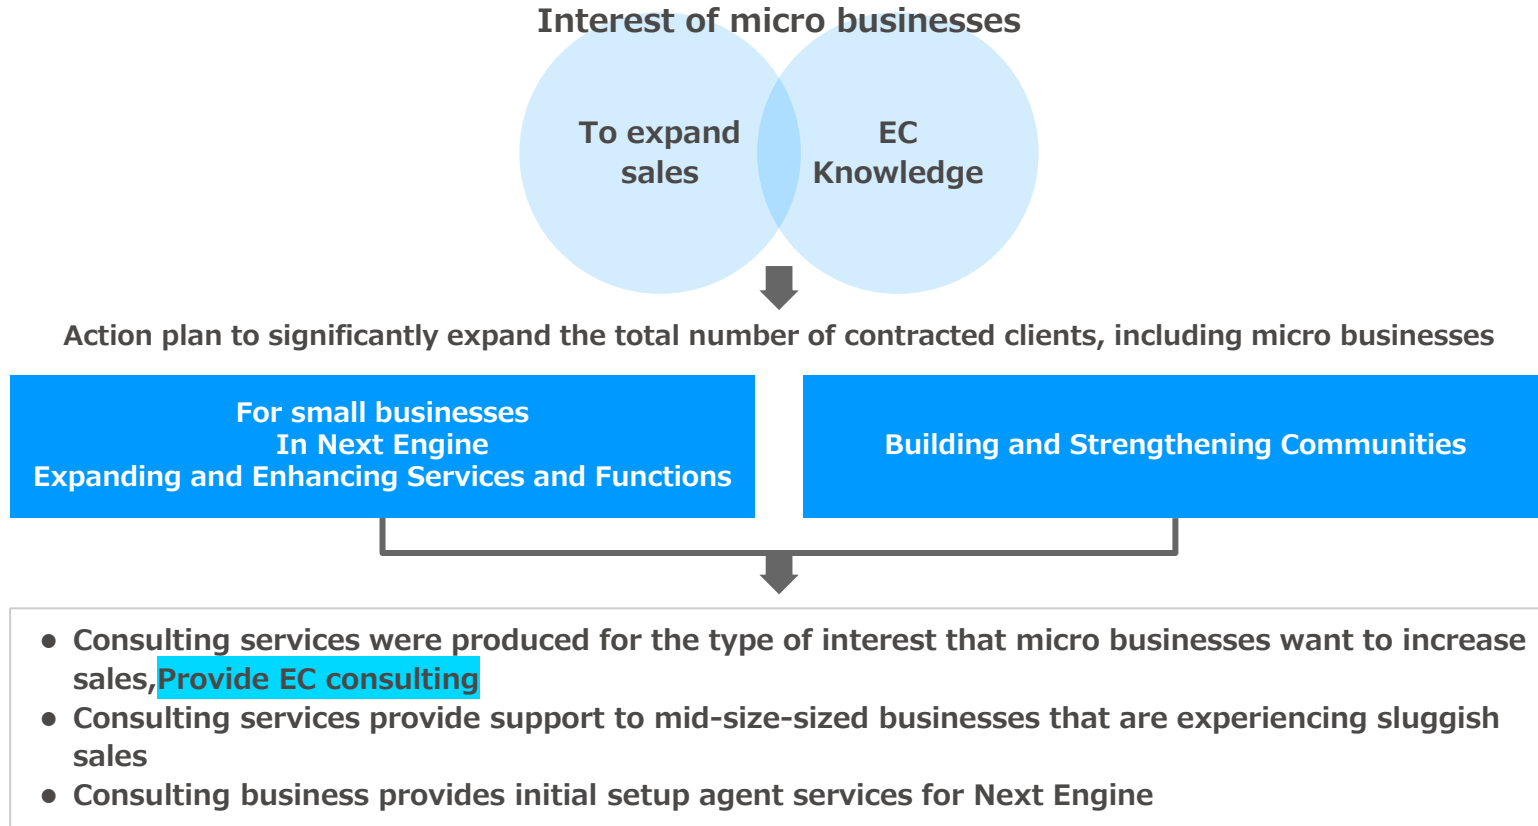 Interest of micro businesses
To expand
sales
EC
Knowledge
Action plan to significantly expand the total number of contracted clients, including micro businesses
For small businesses
In Next Engine
Expanding and Enhancing Services and Functions
Building and Strengthening Communities
● Consulting services were produced for the type of interest that micro businesses want to increase
sales,Provide EC consulting
● Consulting services provide support to mid-size-sized businesses that are experiencing sluggish
sales
● Consulting business provides initial setup agent services for Next Engine